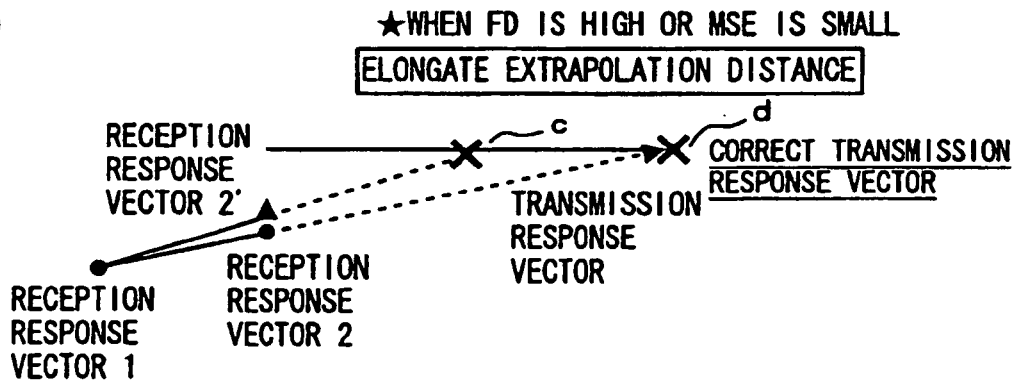 ★WHEN FD IS HIGH OR MSE IS SMALL
ELONGATE EXTRAPOLATION DISTANCE
c
d
RECEPTION
RESPONSE
VECTOR 2'
CORRECT TRANSMISSION
RESPONSE VECTOR
TRANSMISSION
RESPONSE
VECTOR
RECEPTION
RESPONSE
VECTOR 2
RECEPTION
RESPONSE
VECTOR 1